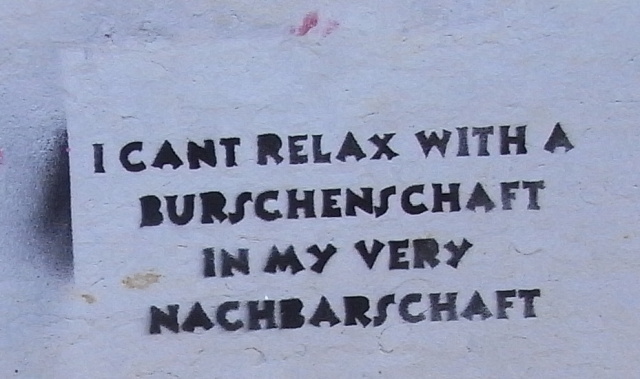 I CANT RELAX WITH A
BURSCHENSCHAFT
IN MY VERY
NACHBARSCHAFT